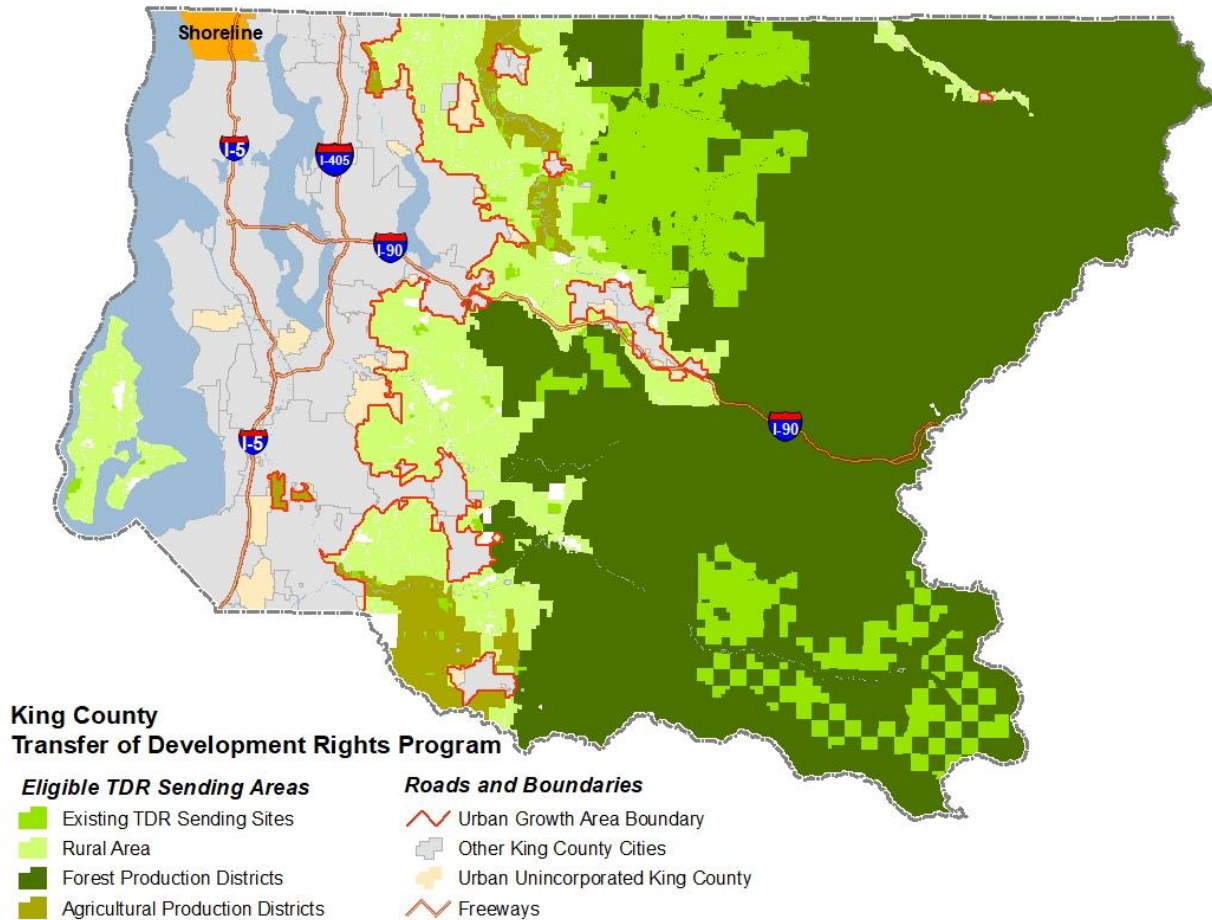 Shoreline
I-5
I-405
I-90
I-5
I-90
King County
Transfer of Development Rights Program
Eligible TDR Sending Areas
Existing TDR Sending Sites
Rural Area
Forest Production Districts
Agricultural Production Districts
Roads and Boundaries
Urban Growth Area Boundary
Other King County Cities
Urban Unincorporated King County
Freeways